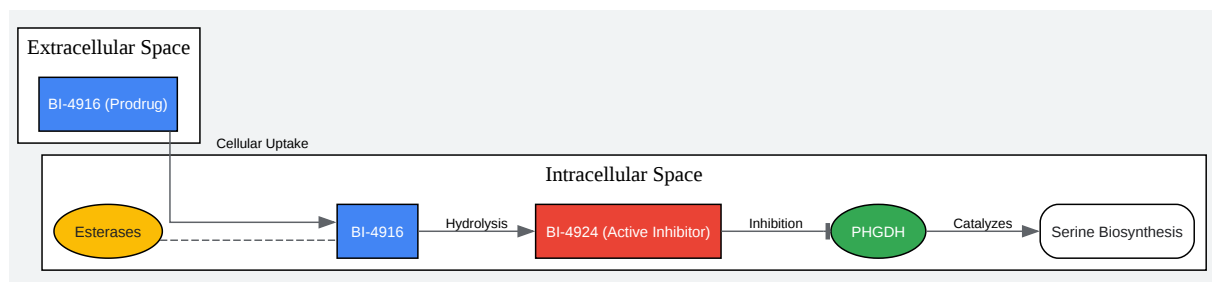 Extracellular Space
BI-4916 (Prodrug)
Cellular Uptake
Intracellular Space
Esterases
BI-4916
Hydrolysis
BI-4924 (Active Inhibitor)
Inhibition
PHGDH
Catalyzes
Serine Biosynthesis